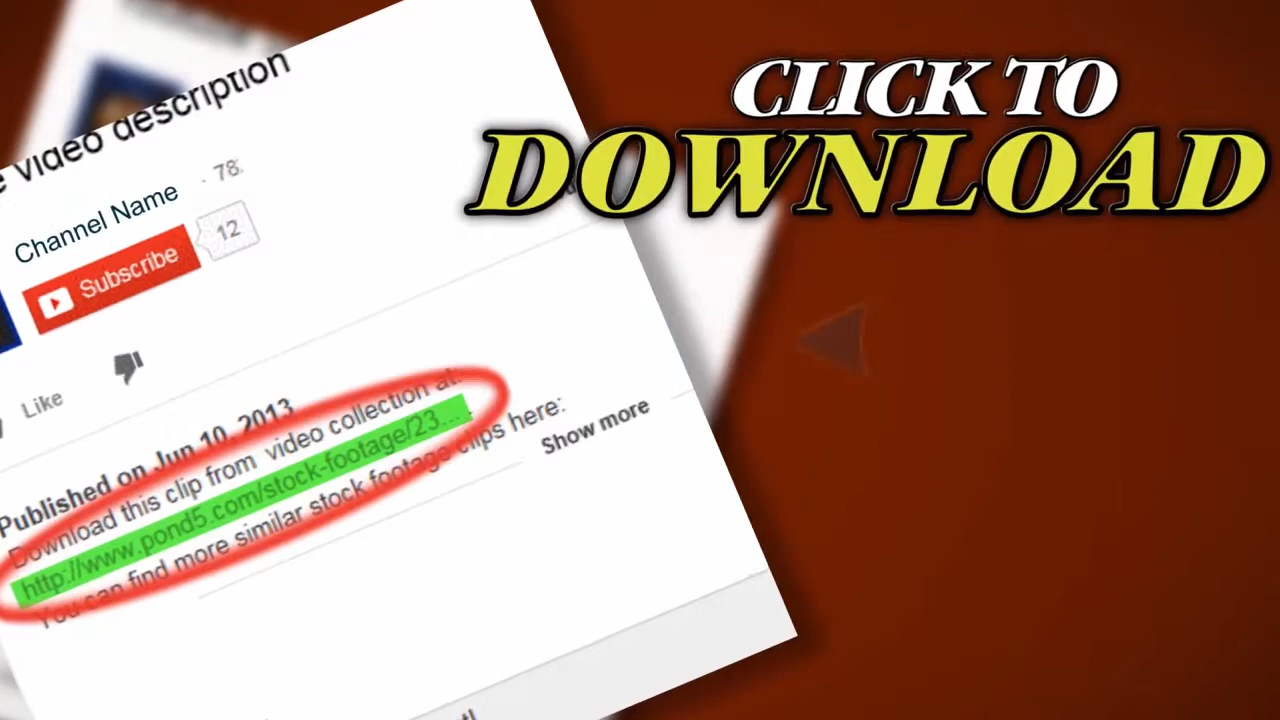 CLICK TO
DOWNLOAD
video description
Channel Name
78
Subscribe
12
Like
Published on Jun 10, 2013
Download this clip from video collection at:
http://www.pond5.com/stock-footage/23...
You can find more similar stock footage clips here:
Show more